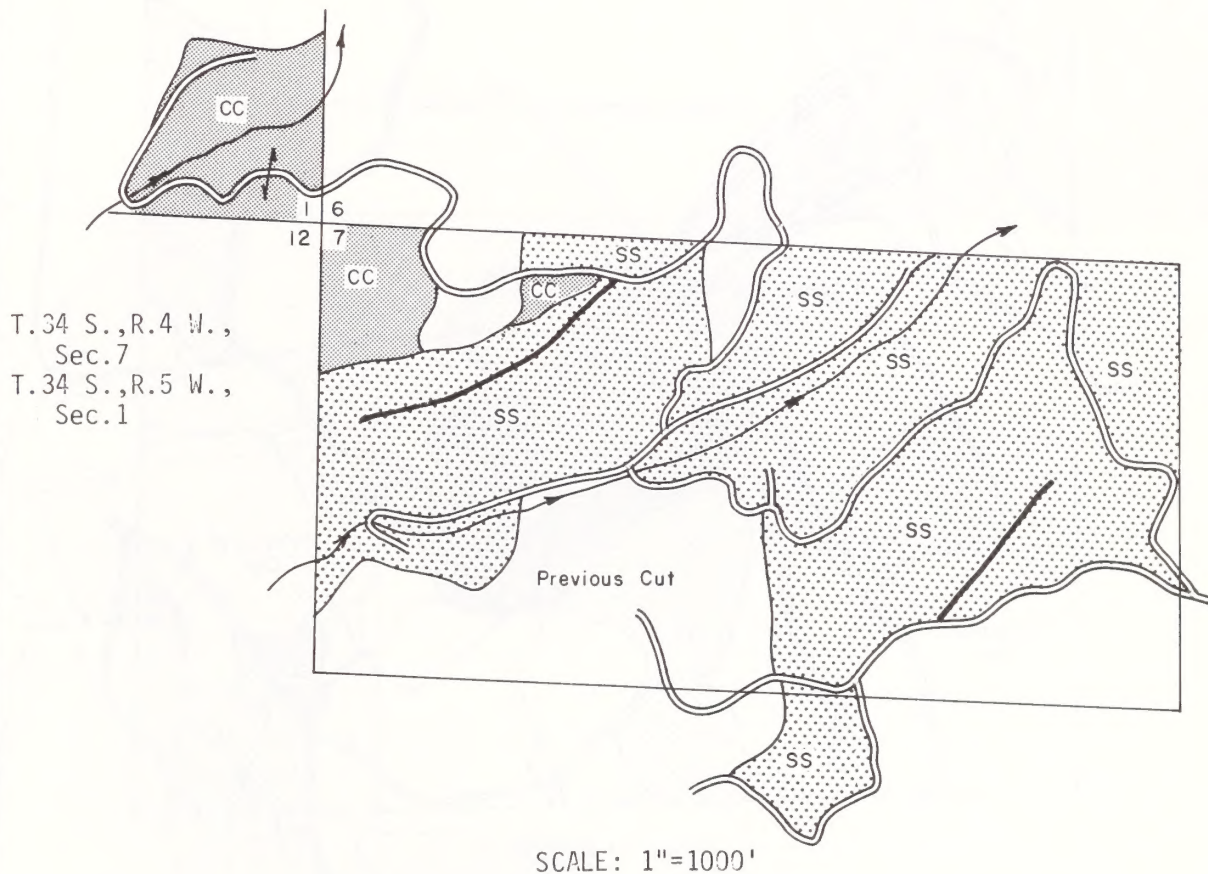 CC
1 6
12 7
SS
CC
CC
SS
SS
SS
SS
SS
T.34 S.,R.4 W.,
Sec.7
T.34 S.,R.5 W.,
Sec.1
Previous Cut
SS
SCALE: 1"=1000'